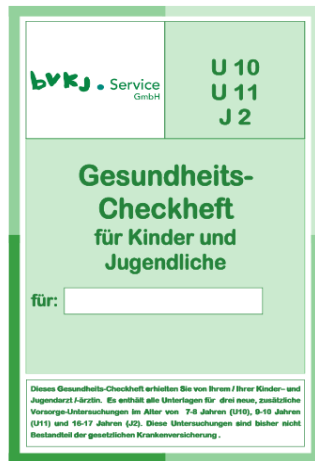 bvkj. Service
GmbH
U 10
U 11
J 2
Gesundheits-
Checkheft
für Kinder und
Jugendliche
für:
Dieses Gesundheits-Checkheft erhielten Sie von Ihrem / Ihrer Kinder– und
Jugendarzt /-ärztin. Es enthält alle Unterlagen für drei neue, zusätzliche
Vorsorge-Untersuchungen im Alter von 7-8 Jahren (U10), 9-10 Jahren
(U11) und 16-17 Jahren (J2). Diese Untersuchungen sind bisher nicht
Bestandteil der gesetzlichen Krankenversicherung .